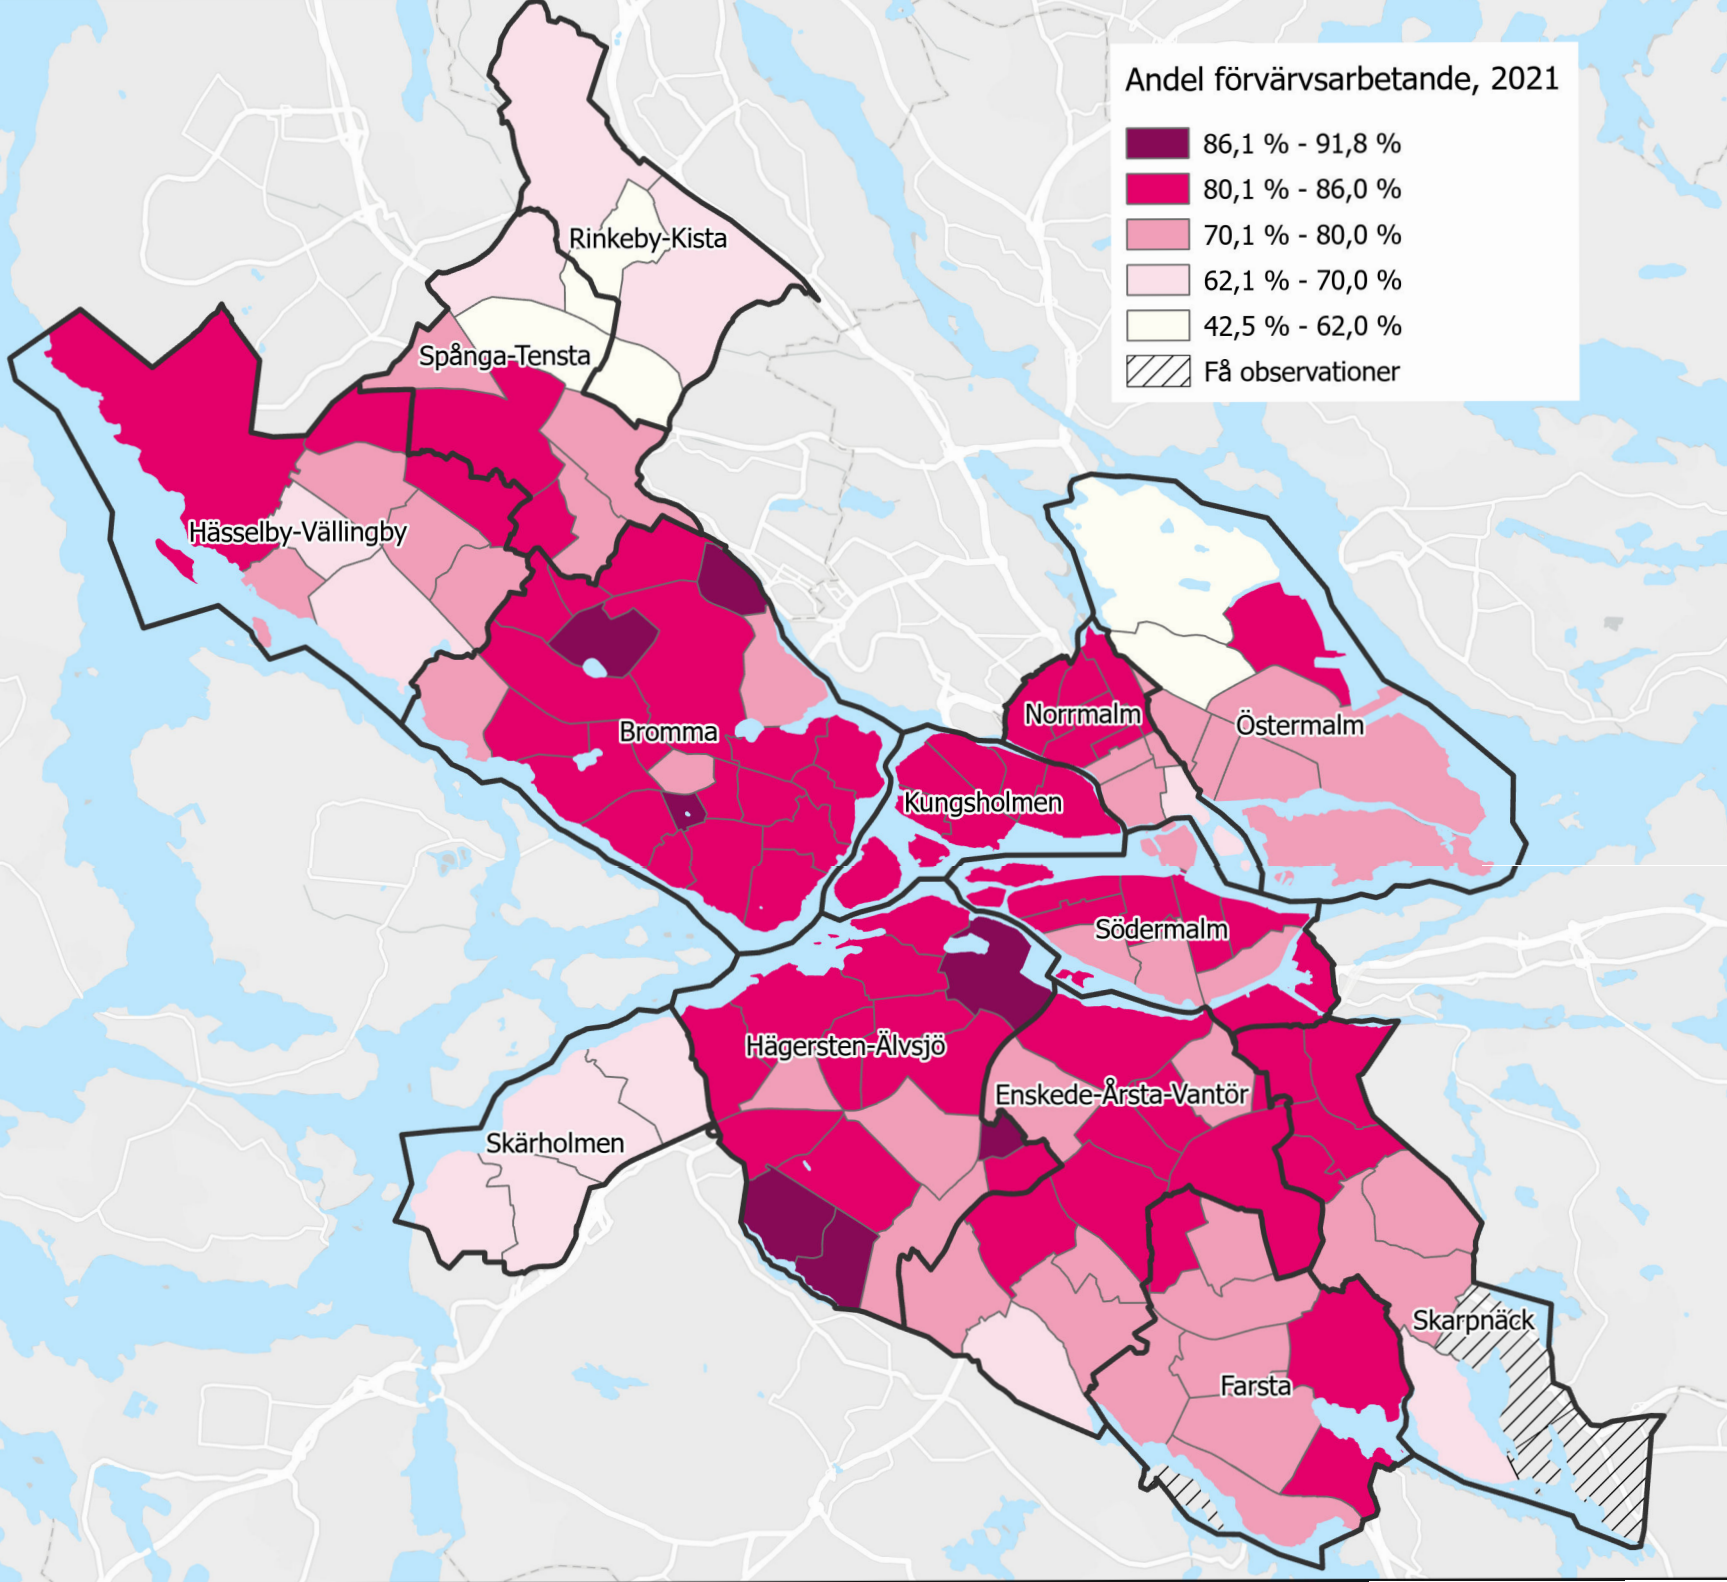 Andel förvärvsarbetande, 2021
86,1 % - 91,8 %
80,1 % - 86,0 %
70,1 % - 80,0 %
62,1 % - 70,0 %
42,5 % - 62,0 %
Få observationer
Rinkeby-Kista
Spånga-Tensta
Hässelby-Vällingby
Bromma
Norrmalm
Östermalm
Kungsholmen
Södermalm
Hägersten-Älvsjö
Enskede-Årsta-Vantör
Skärholmen
Skarpnäck
Farsta